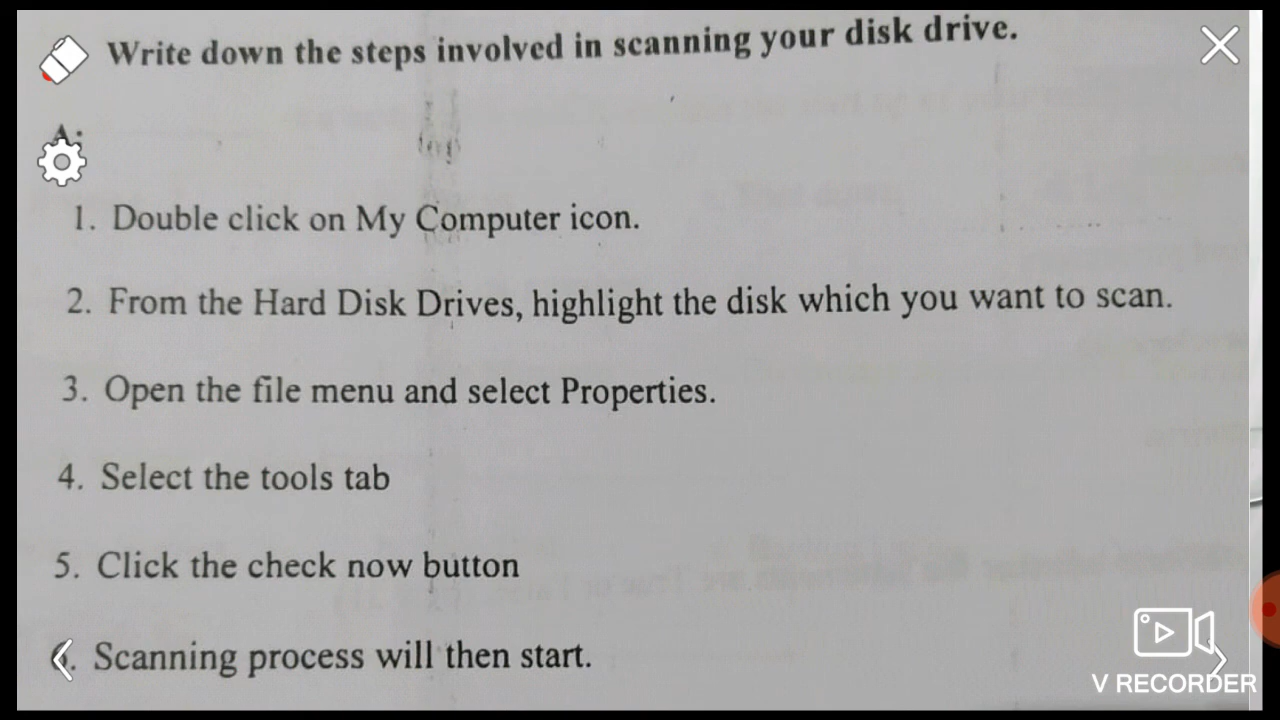 Write down the steps involved in scanning your disk drive.
A:
1. Double click on My Computer icon.
2. From the Hard Disk Drives, highlight the disk which you want to scan.
3. Open the file menu and select Properties.
4. Select the tools tab
5. Click the check now button
Scanning process will then start.
V RECORDER